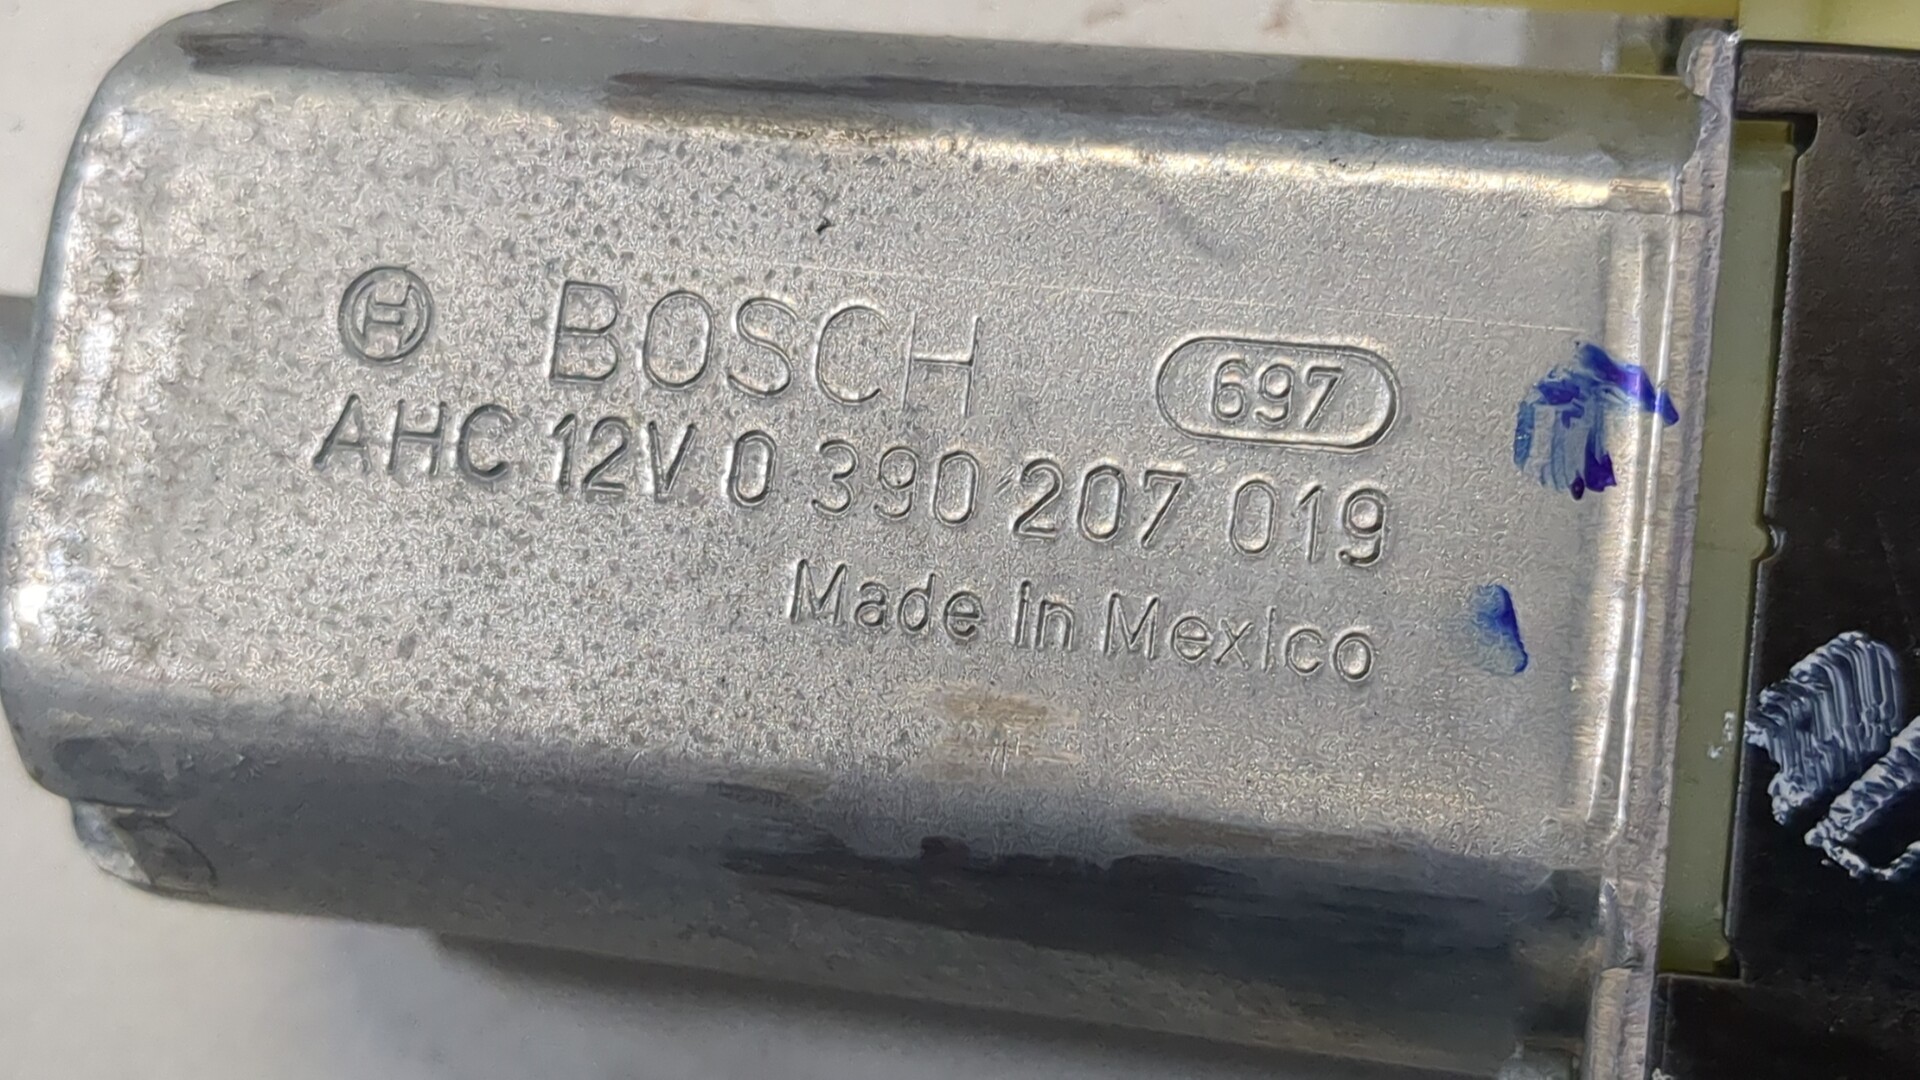 BOSCH 697
AHC 12V 0 390 207 019
Made in Mexico